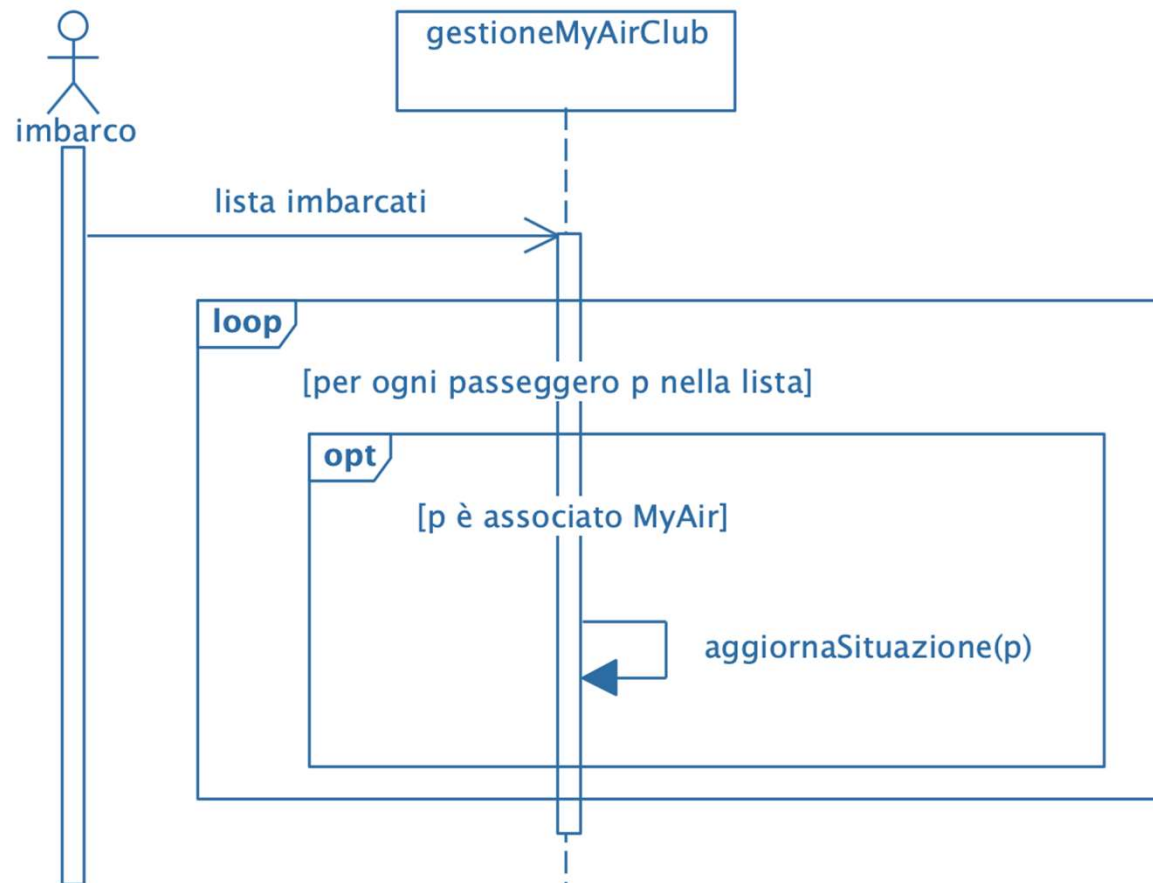 gestioneMyAirClub
imbarco
lista imbarcati
loop
[per ogni passeggero p nella lista]
opt
[p è associato MyAir]
aggiornaSituazione(p)